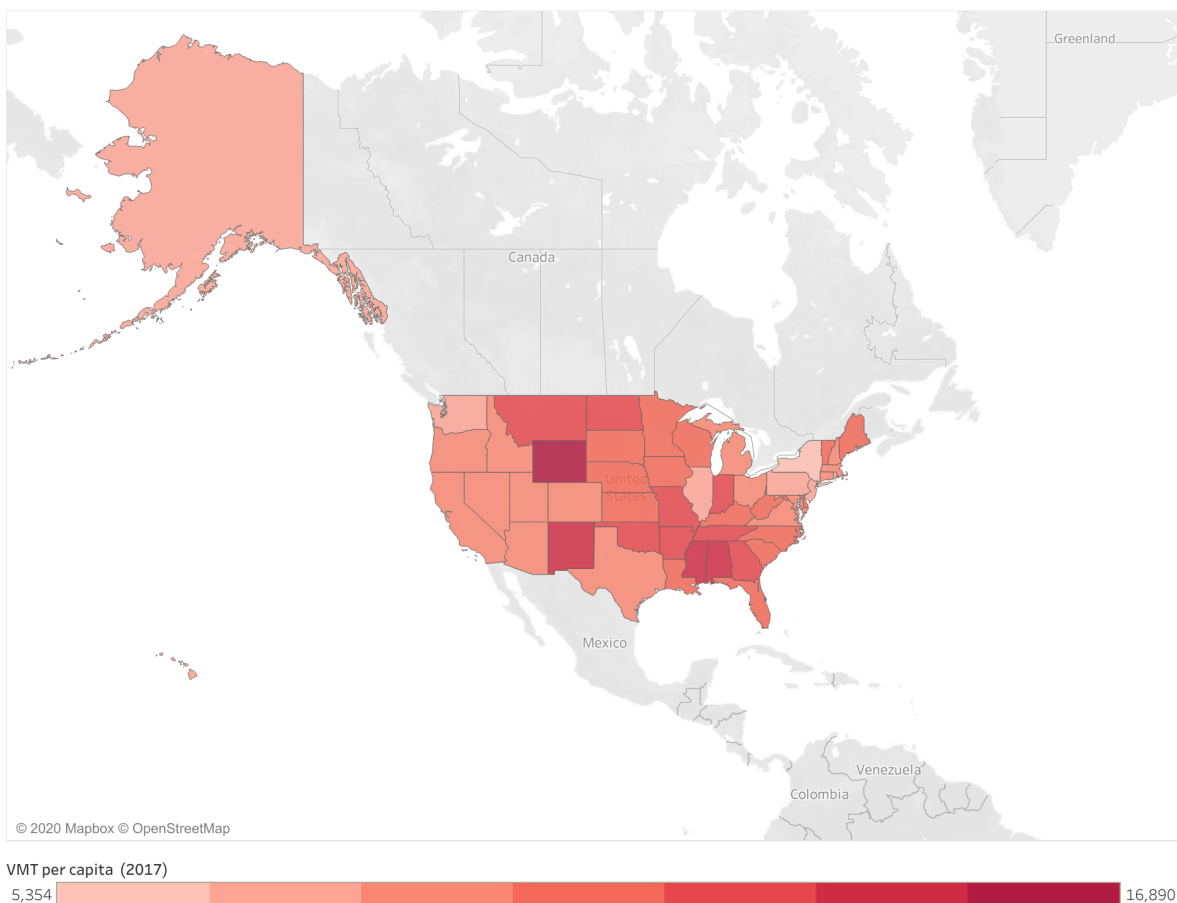 Greenland
Canada
United
States
Mexico
Venezuela
Colombia
© 2020 Mapbox © OpenStreetMap
VMT per capita (2017)
5,354 16,890